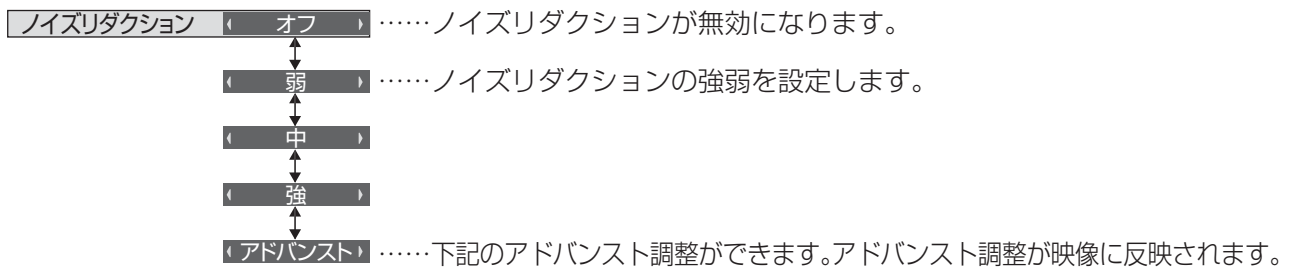 ノイズリダクション オフ ……ノイズリダクションが無効になります。
弱 ……ノイズリダクションの強弱を設定します。
中
強
アドバンスト ……下記のアドバンスト調整ができます。アドバンスト調整が映像に反映されます。